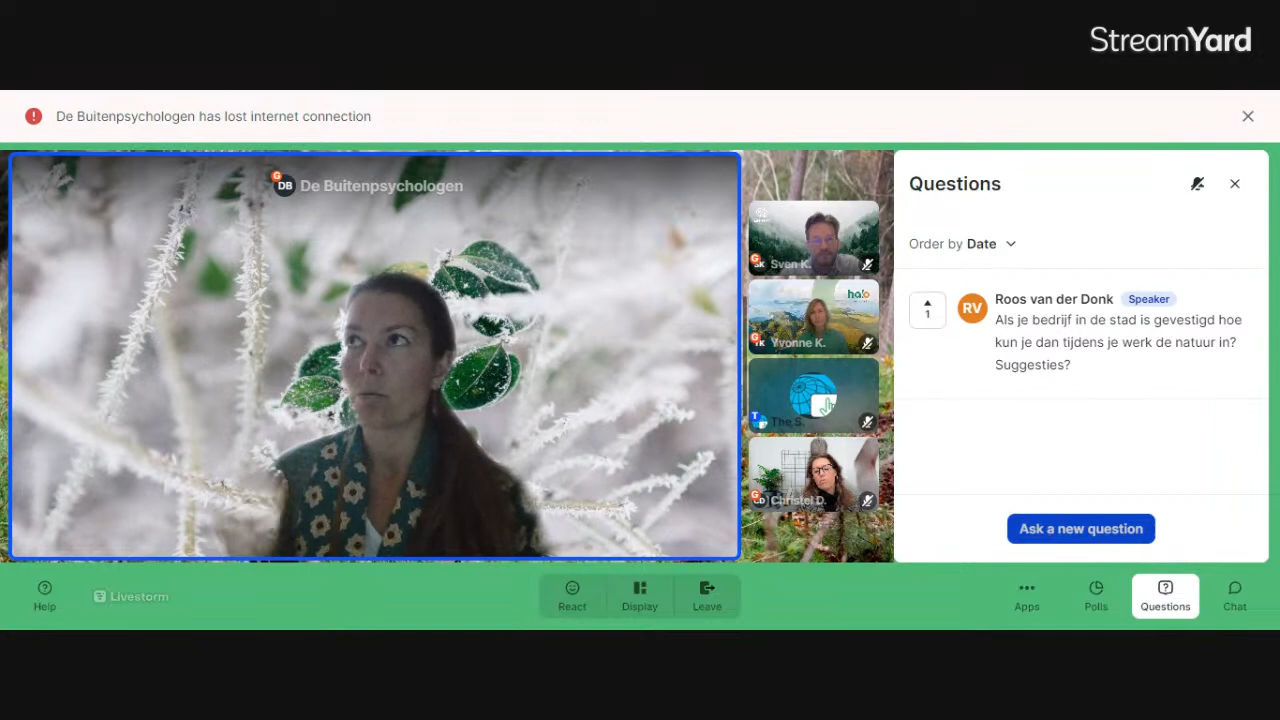 StreamYard
De Buitenpsychologen has lost internet connection
G
DB De Buitenpsychologen
Questions
Order by Date
Sven K.
halo
Yvonne K.
The S.
Christel D.
1
RV
Roos van der Donk Speaker
Als je bedrijf in de stad is gevestigd hoe
kun je dan tijdens je werk de natuur in?
Suggesties?
Ask a new question
Help
Livestorm
React
Display
Leave
Apps
Polls
Questions
Chat